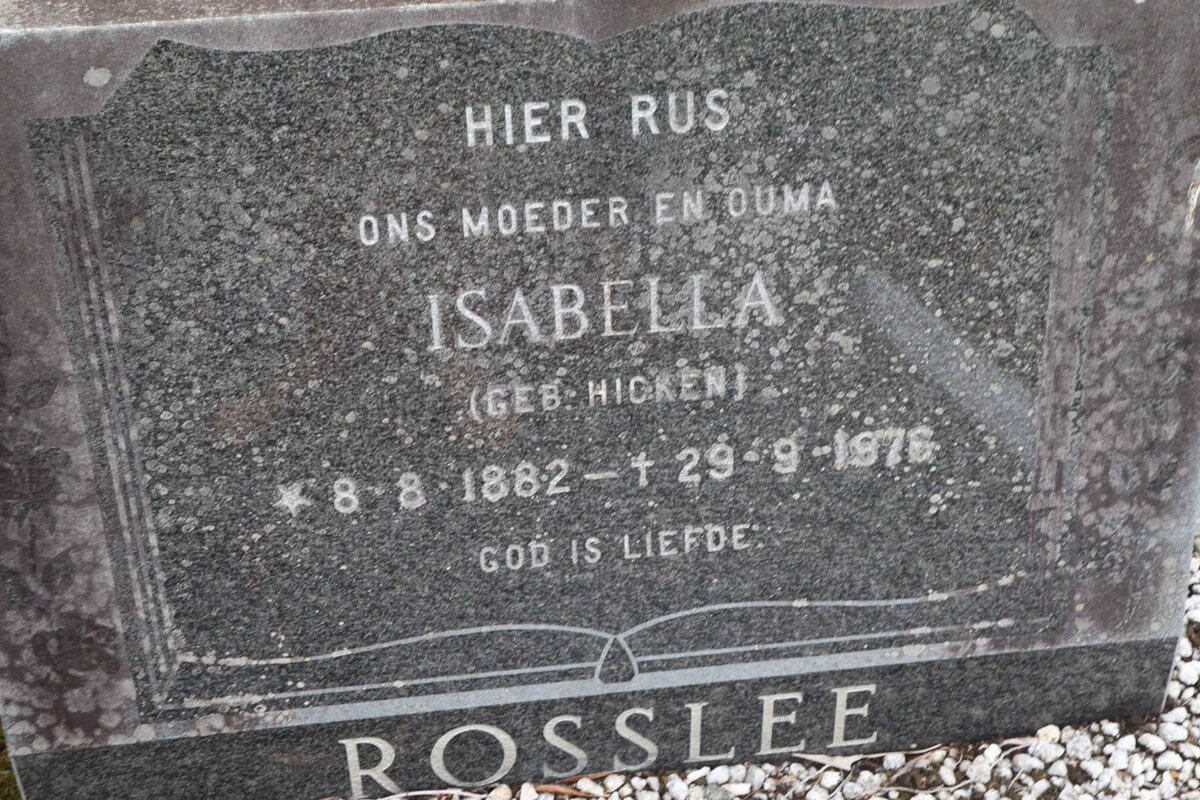 HIER RUS
ONS MOEDER EN OUMA
ISABELLA
(GEB. HICKEN)
* 8·8·1882 – † 29·9·1976
GOD IS LIEFDE.
ROSSLEE